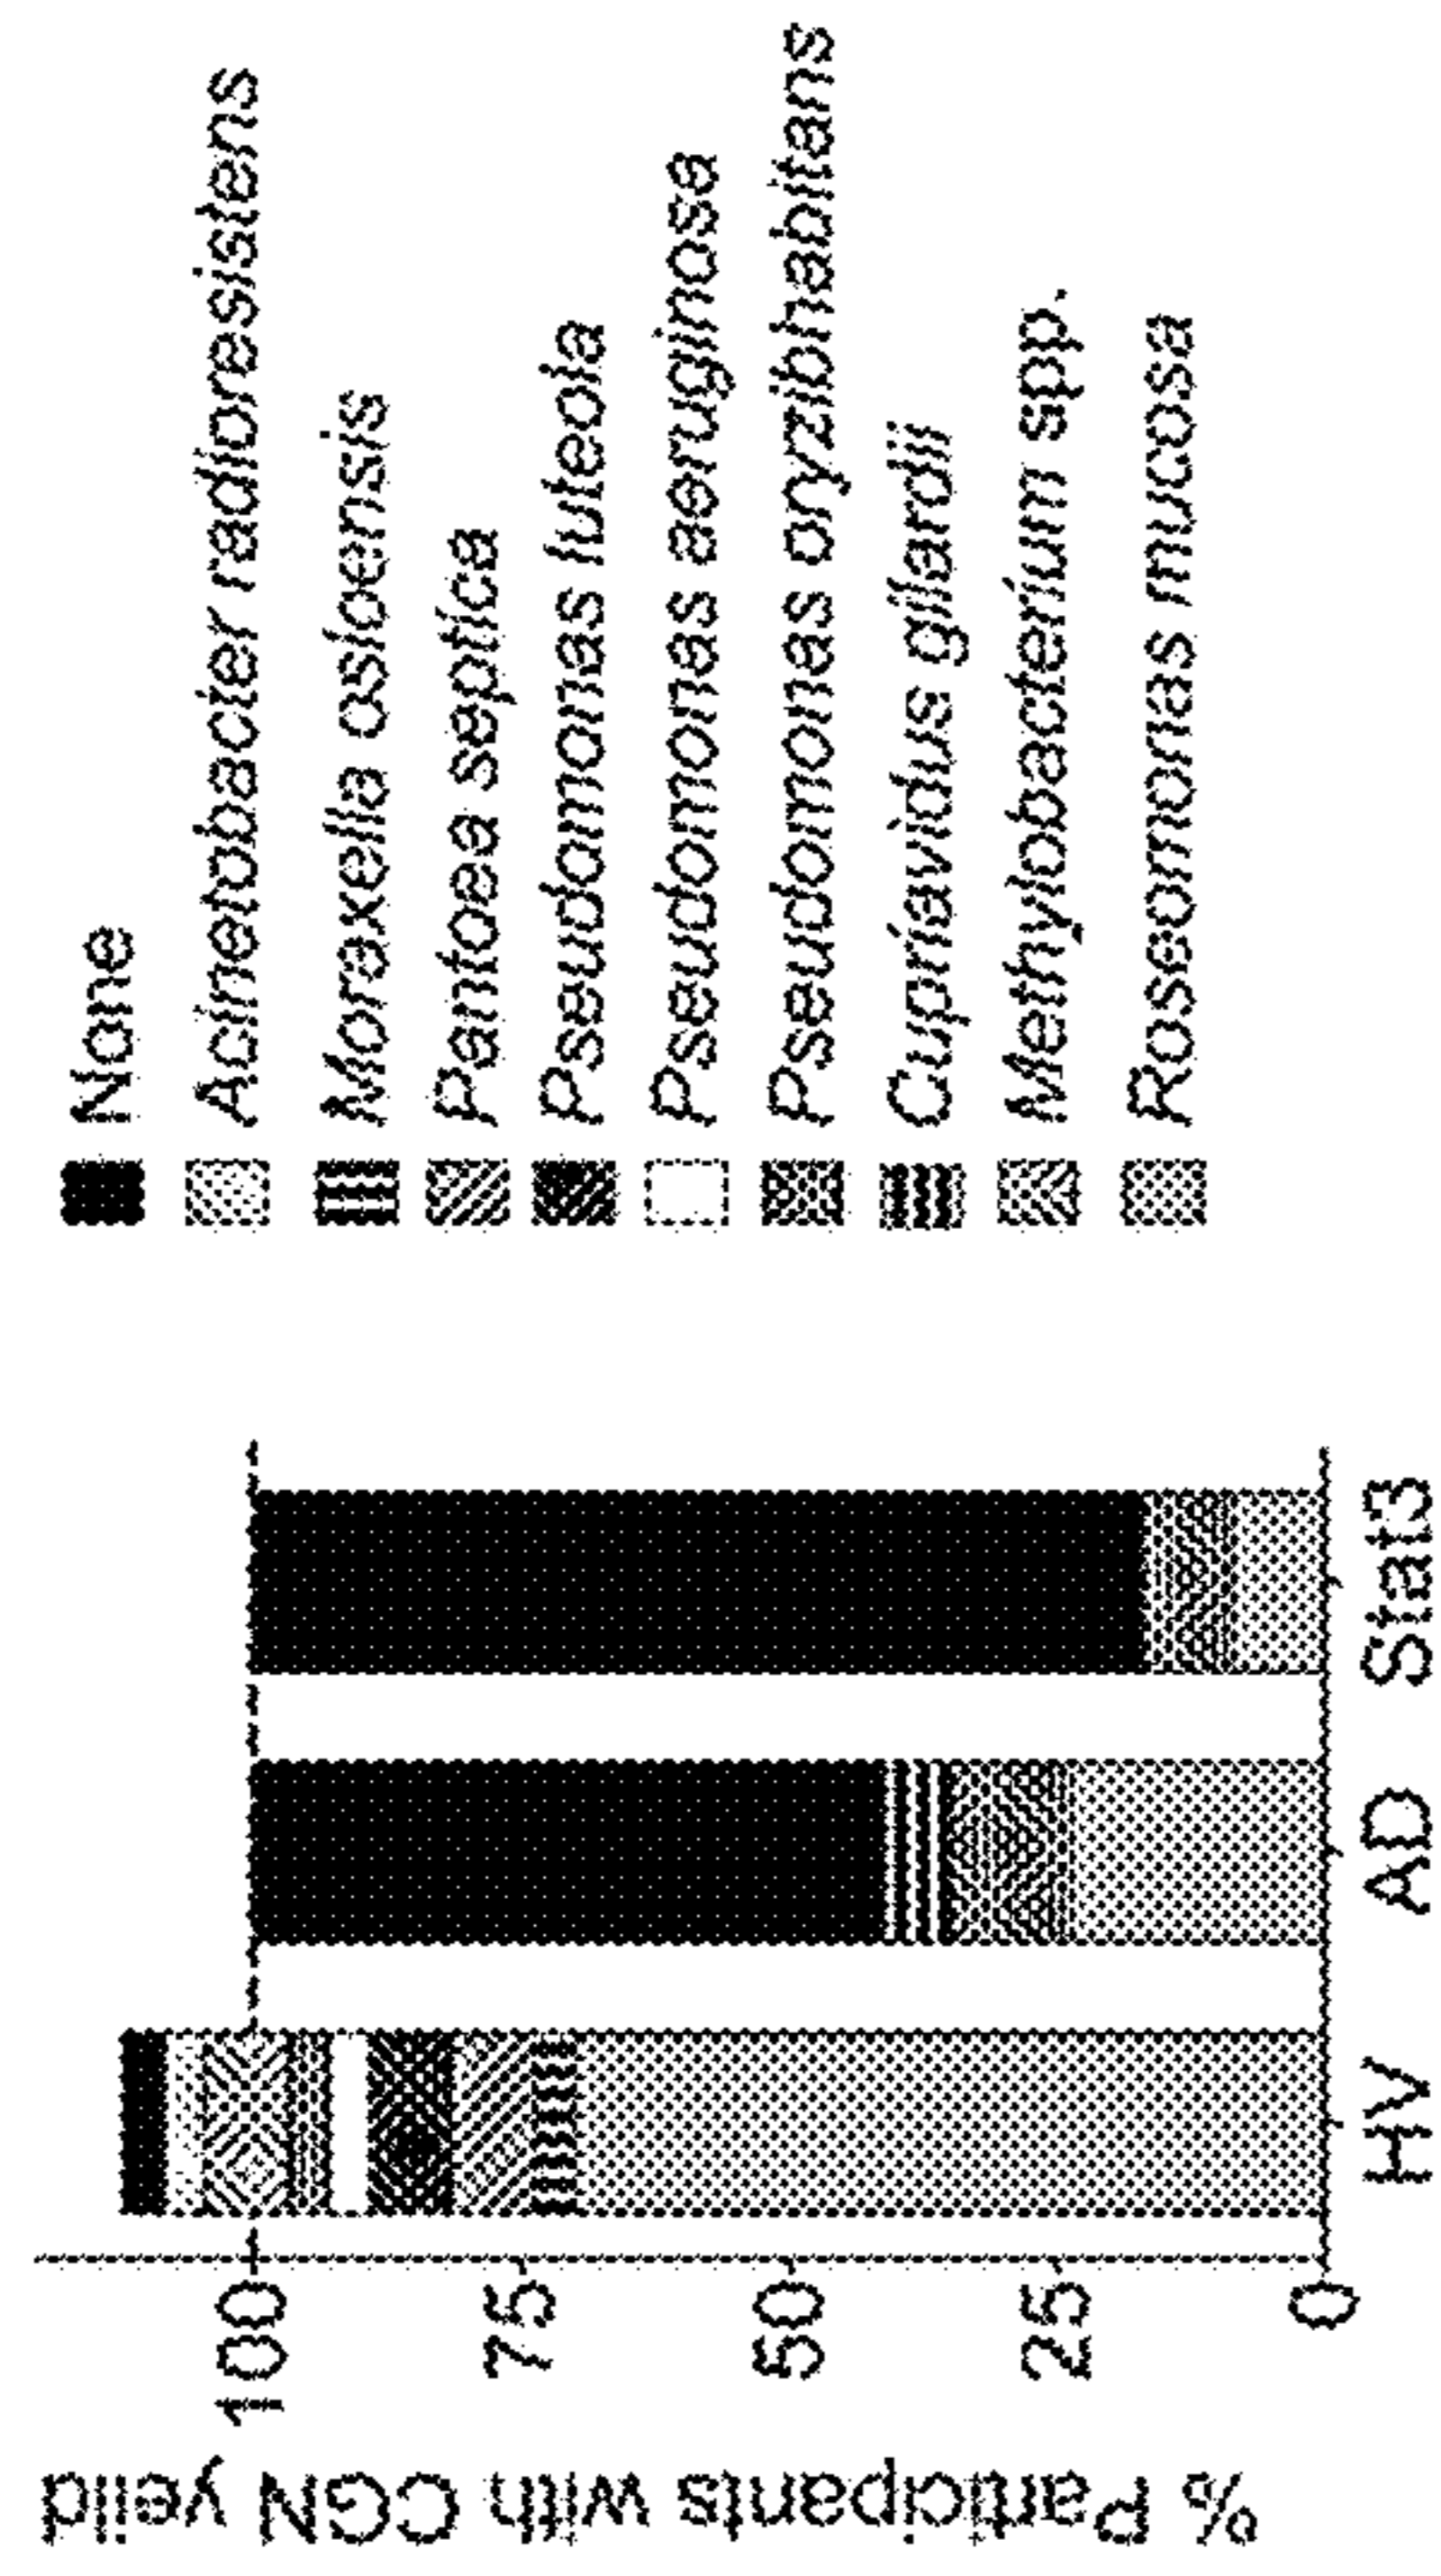 % Participants with CGN yeild
100
75
50
25
0
HV
AD
Stat3
None
Acinetobacter radioresistens
Moraxella osloensis
Pantoea septica
Pseudomonas luteola
Pseudomonas aeruginosa
Pseudomonas oryzibhabitans
Cupriavidus gilardii
Methylobacterium spp.
Roseomonas mucosa